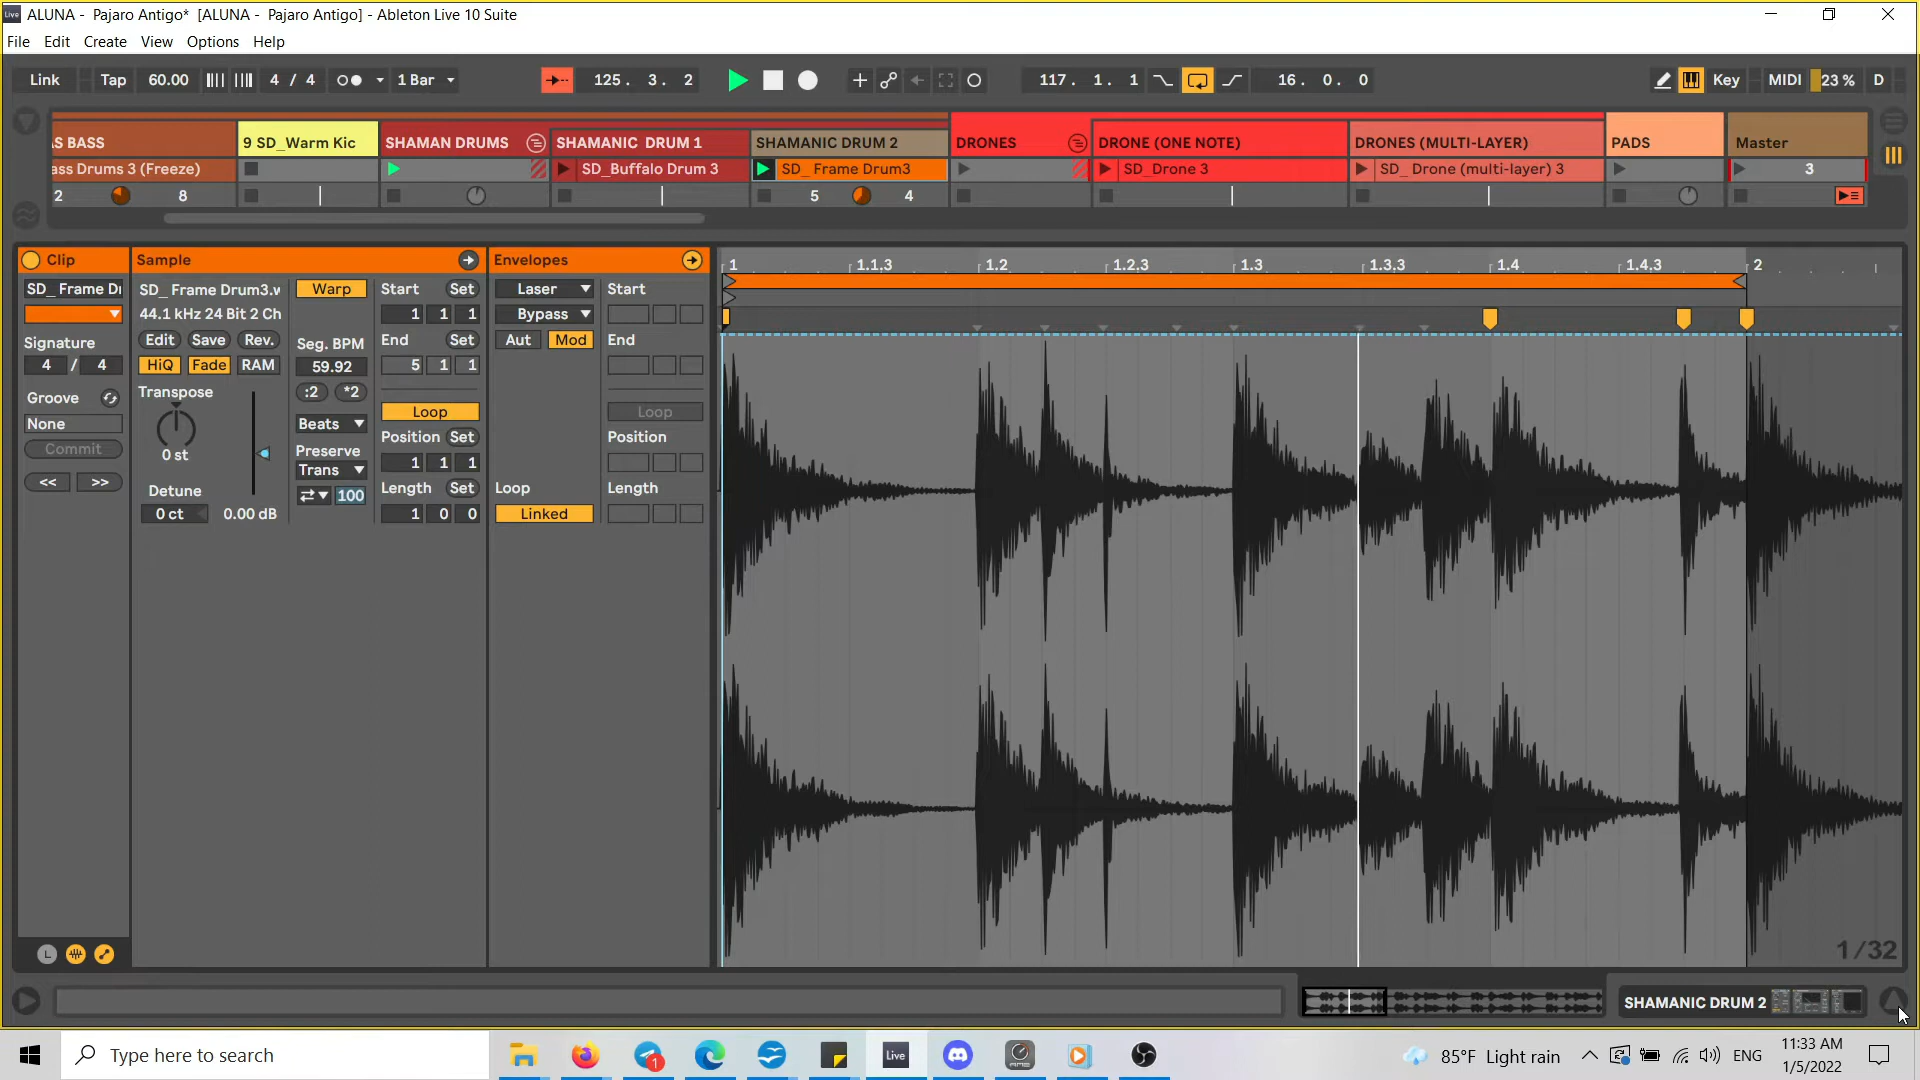 ALUNA - Pajaro Antigo* [ALUNA - Pajaro Antigo] - Ableton Live 10 Suite
File Edit Create View Options Help
Link Tap 60.00 4 / 4 1 Bar 125. 3. 2 117. 1. 1 16. 0. 0 Key MIDI 23 % D
S BASS 9 SD_Warm Kic SHAMAN DRUMS SHAMANIC DRUM 1 SHAMANIC DRUM 2 DRONES DRONE (ONE NOTE) DRONES (MULTI-LAYER) PADS Master
ass Drums 3 (Freeze) SD_Buffalo Drum 3 SD_ Frame Drum3 SD_Drone 3 SD_ Drone (multi-layer) 3 3
2 8 5 4
Clip Sample Envelopes
1 1.1.3 1.2 1.2.3 1.3 1.3.3 1.4 1.4.3 2
SD_ Frame Dr SD_ Frame Drum3.w Warp Start Set Laser Start
44.1 kHz 24 Bit 2 Ch 1 1 1 Bypass
Signature Edit Save Rev. Seg. BPM End Set Aut Mod End
4 / 4 HiQ Fade RAM 59.92 5 1 1
Groove Transpose :2 *2
None 0 st Beats Loop Loop
Commit Preserve Position Set Position
<< >> Trans 1 1 1
Detune 100 Length Set Loop Length
0 ct 0.00 dB 1 0 0 Linked
L
1/32
SHAMANIC DRUM 2
Type here to search 1 Live 85°F Light rain ENG 11:33 AM
1/5/2022